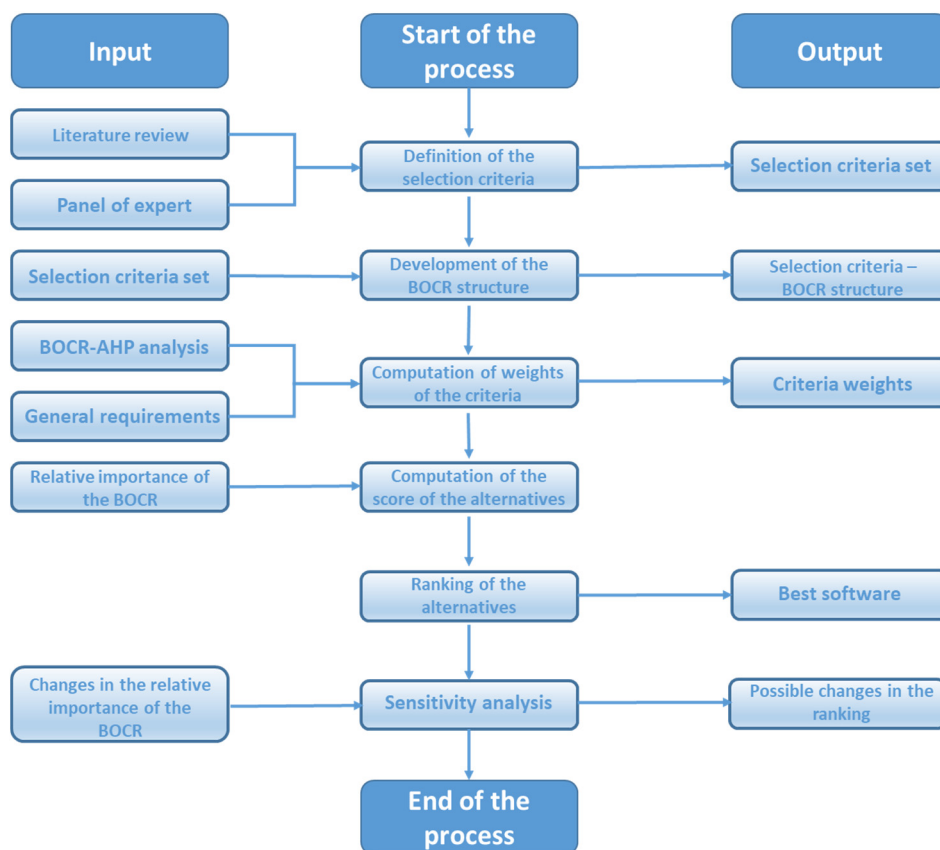 Input
Start of the
process
Output
Literature review
Panel of expert
Definition of the
selection criteria
Selection criteria set
Selection criteria set
Development of the
BOCR structure
Selection criteria –
BOCR structure
BOCR-AHP analysis
General requirements
Computation of weights
of the criteria
Criteria weights
Relative importance of
the BOCR
Computation of the
score of the alternatives
Ranking of the
alternatives
Best software
Changes in the relative
importance of the
BOCR
Sensitivity analysis
Possible changes in the
ranking
End of the
process